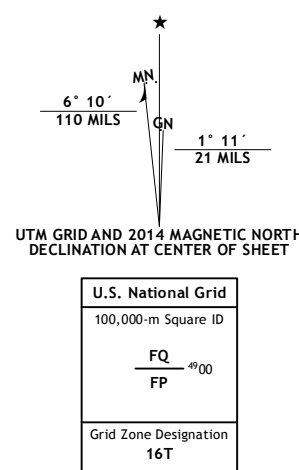 ★
MN.
GN
6° 10´
110 MILS
1° 11´
21 MILS
UTM GRID AND 2014 MAGNETIC NORTH
DECLINATION AT CENTER OF SHEET
U.S. National Grid
100,000-m Square ID
FQ
4900
FP
Grid Zone Designation
16T